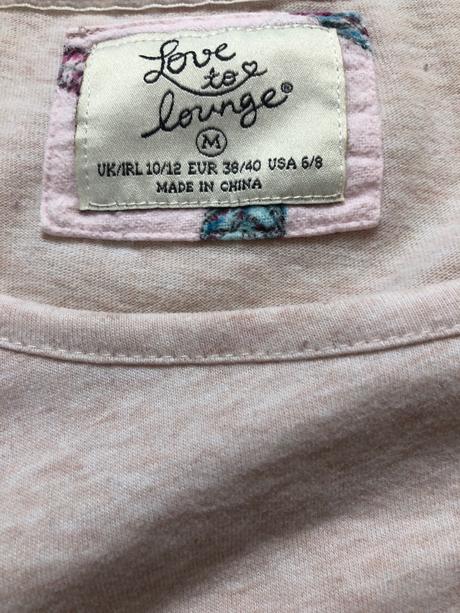 Love
to
lounge®
M
UK/IRL 10/12 EUR 38/40 USA 6/8
MADE IN CHINA